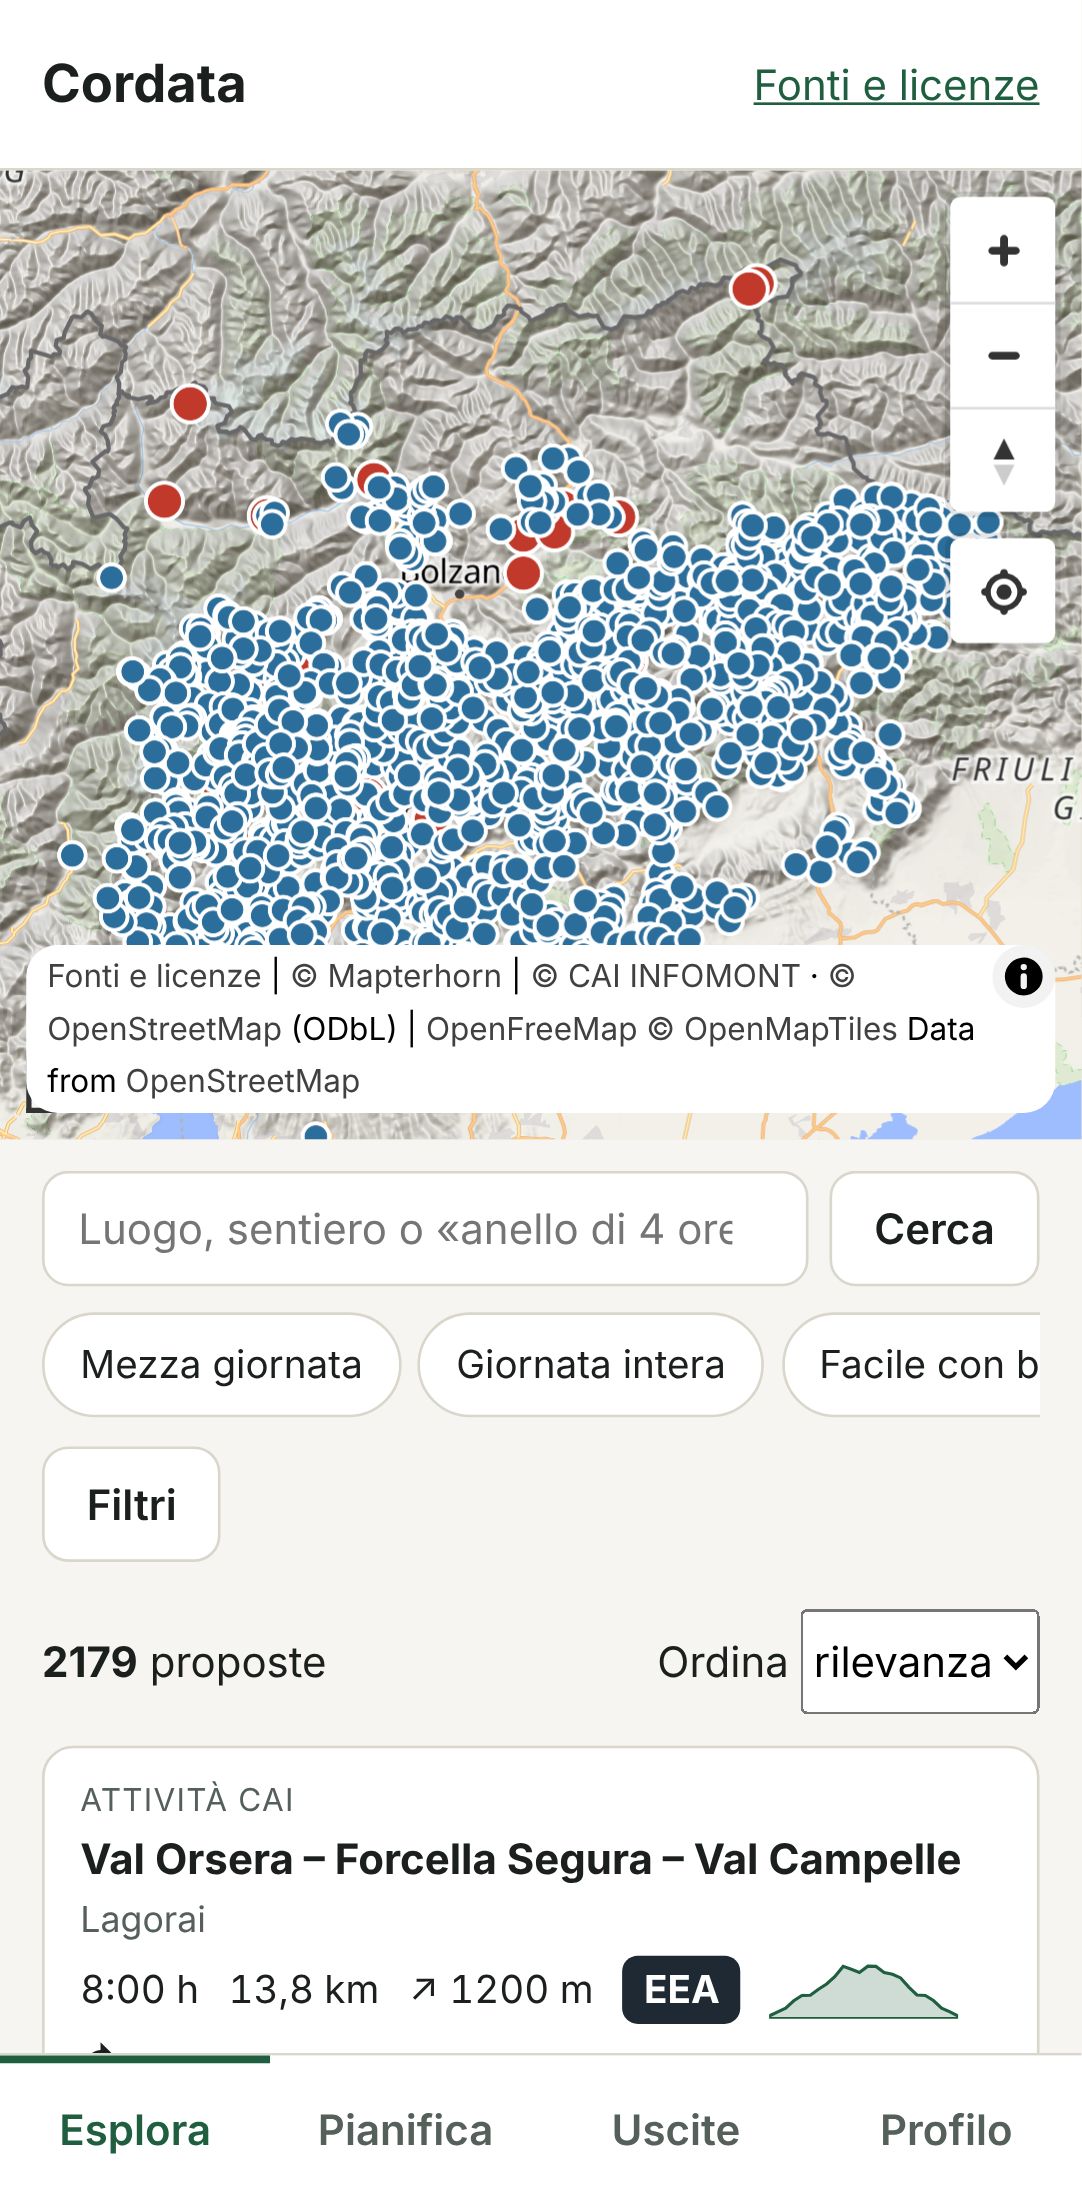 Cordata
Fonti e licenze
FRIULI
G.
Fonti e licenze | © Mapterhorn | © CAI INFOMONT · ©
OpenStreetMap (ODbL) | OpenFreeMap © OpenMapTiles Data
from OpenStreetMap
Luogo, sentiero o «anello di 4 ore
Cerca
Mezza giornata
Giornata intera
Facile con b
Filtri
2179 proposte
Ordina
rilevanza
ATTIVITÀ CAI
Val Orsera – Forcella Segura – Val Campelle
Lagorai
8:00 h 13,8 km ↗ 1200 m EEA
Esplora
Pianifica
Uscite
Profilo